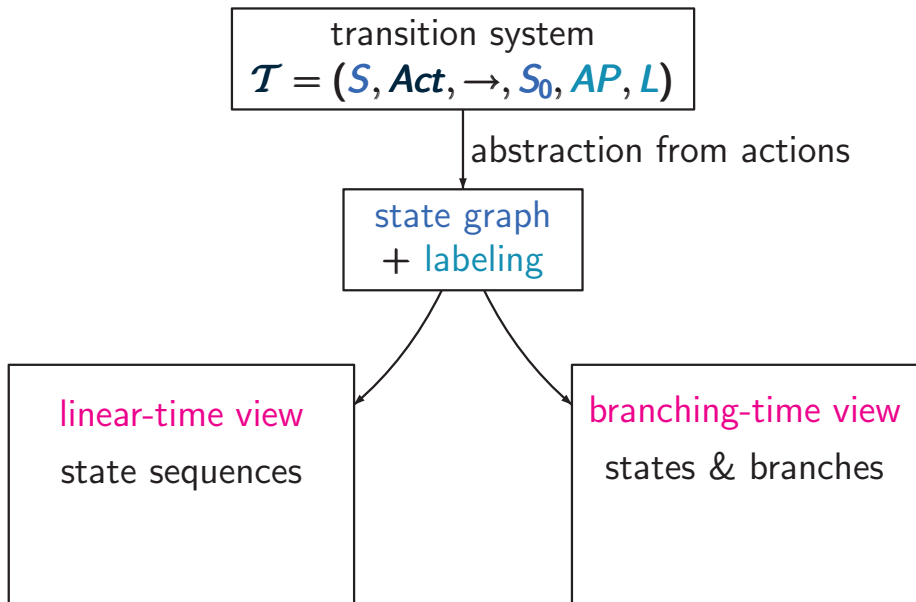 transition system
𝒯 = (S, Act, →, S₀, AP, L)
abstraction from actions
state graph
+ labeling
linear-time view
state sequences
branching-time view
states & branches